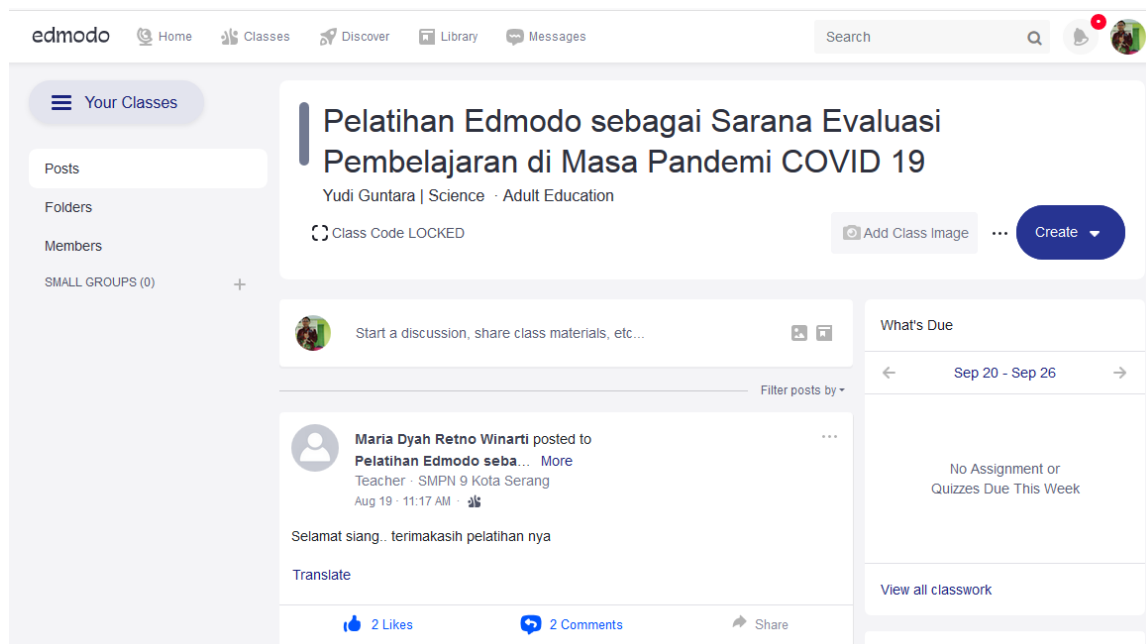 edmodo Home Classes Discover Library Messages Search
Your Classes
Posts
Folders
Members
SMALL GROUPS (0) +
Pelatihan Edmodo sebagai Sarana Evaluasi
Pembelajaran di Masa Pandemi COVID 19
Yudi Guntara | Science · Adult Education
Class Code LOCKED
Add Class Image ... Create
Start a discussion, share class materials, etc...
Filter posts by
Maria Dyah Retno Winarti posted to
Pelatihan Edmodo seba... More
Teacher · SMPN 9 Kota Serang
Aug 19 · 11:17 AM ·
Selamat siang.. terimakasih pelatihan nya
Translate
2 Likes 2 Comments Share
What's Due
Sep 20 - Sep 26
No Assignment or
Quizzes Due This Week
View all classwork